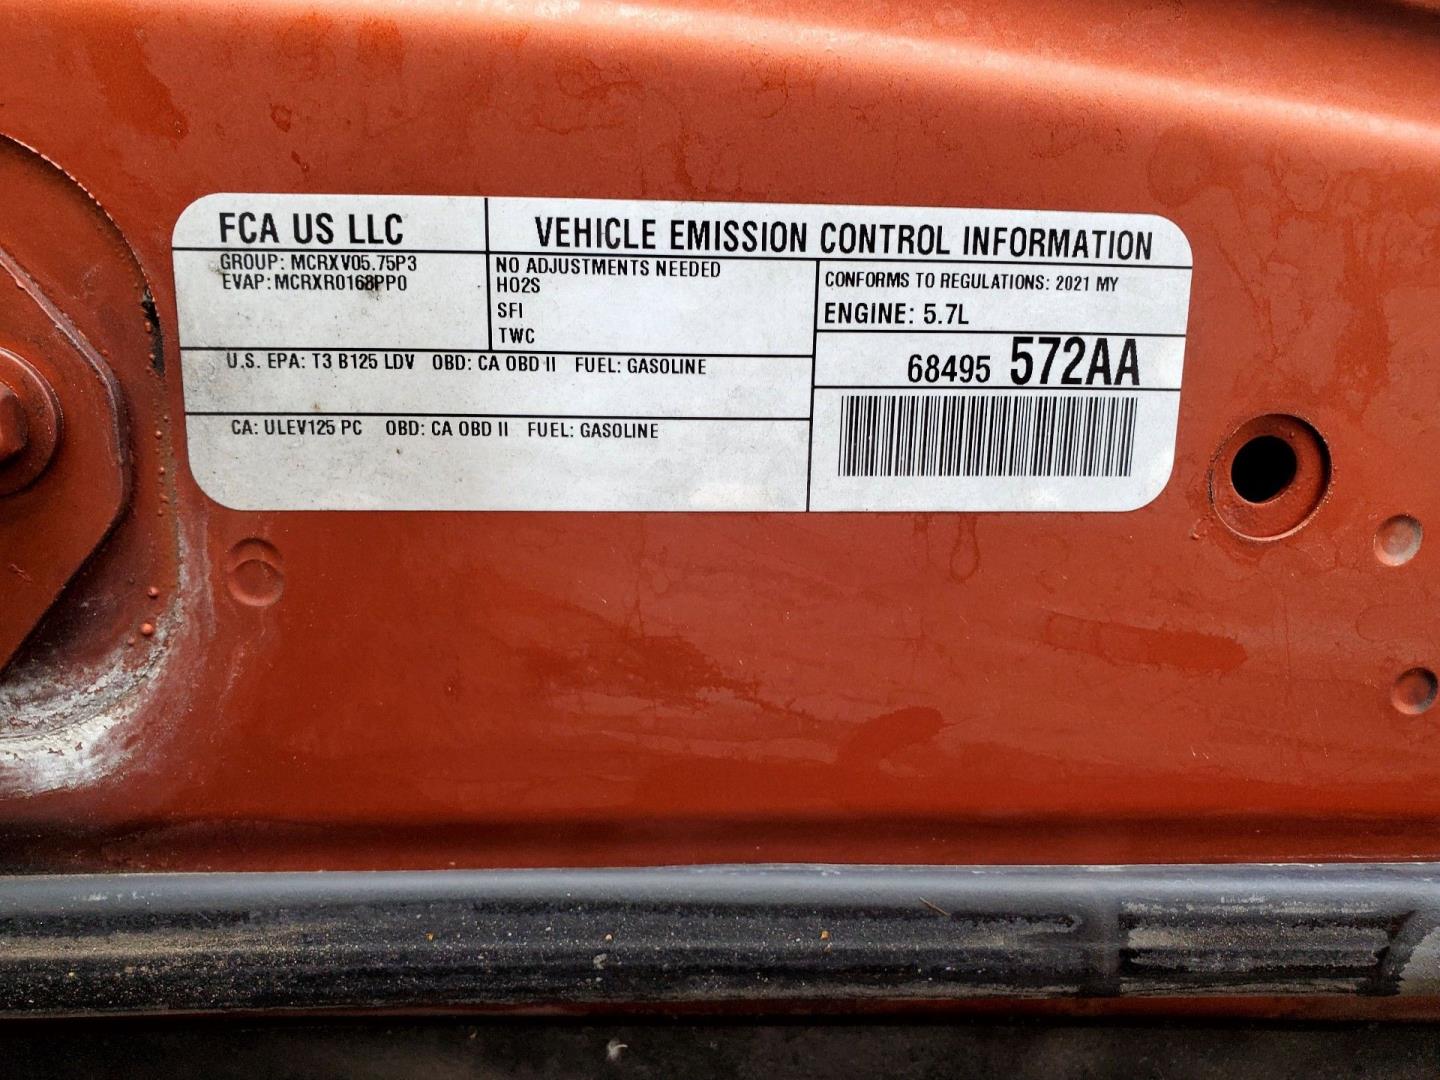 FCA US LLC
VEHICLE EMISSION CONTROL INFORMATION
GROUP: MCRXV05.75P3
EVAP: MCRXR0168PP0
NO ADJUSTMENTS NEEDED
HO2S
SFI
TWC
CONFORMS TO REGULATIONS: 2021 MY
ENGINE: 5.7L
68495 572AA
U.S. EPA: T3 B125 LDV OBD: CA OBD II FUEL: GASOLINE
CA: ULEV125 PC OBD: CA OBD II FUEL: GASOLINE